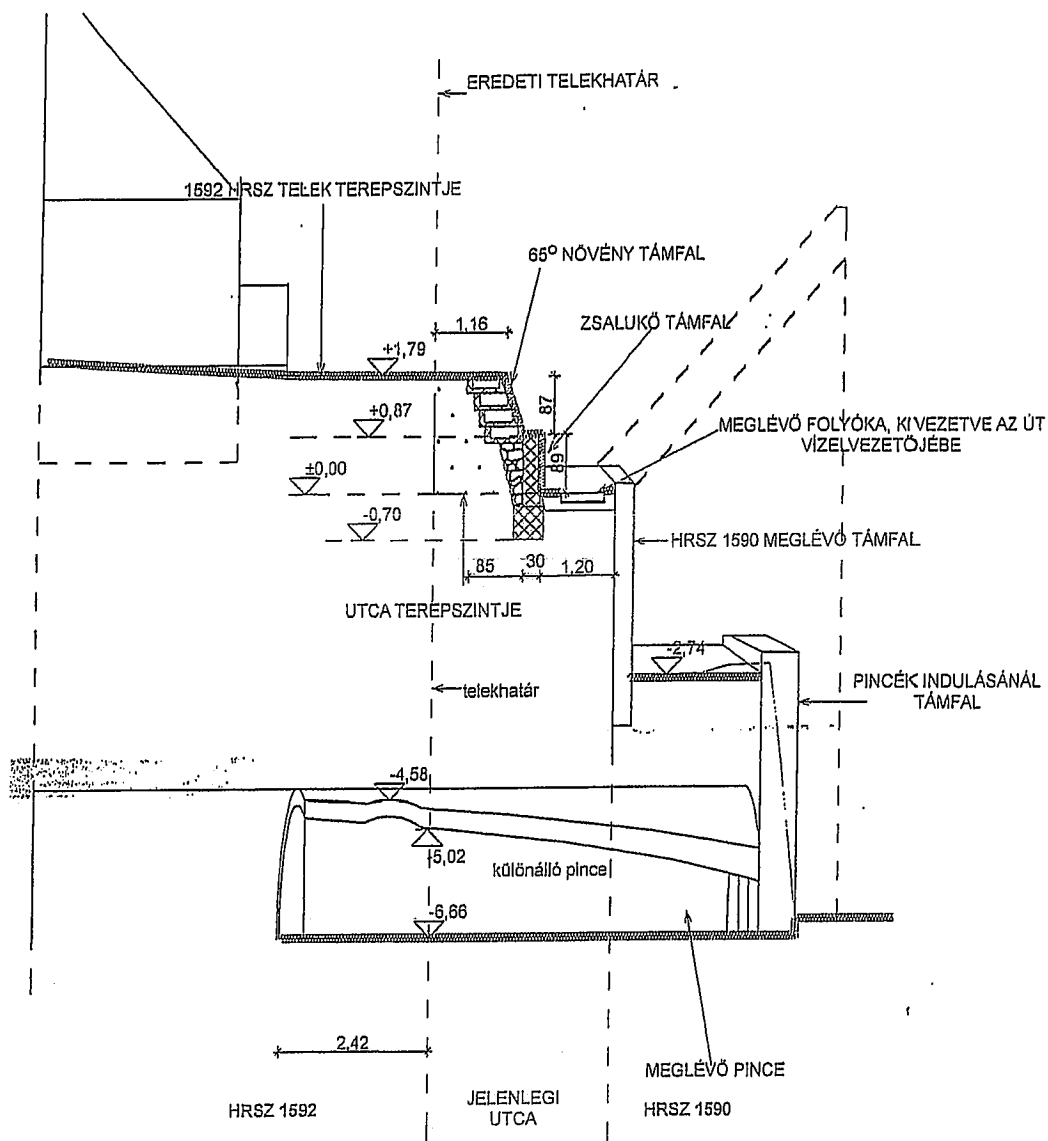 EREDETI TELEKHATÁR
1592 HRSZ TELEK TEREPSZINTJE
65° NÖVÉNY TÁMFAL
1,16
ZSALUKŐ TÁMFAL
+1,79
87
+0,87
MEGLÉVŐ FOLYÓKA, KIVEZETVE AZ ÚT
VÍZELVEZETŐJÉBE
89
±0,00
-0,70
HRSZ 1590 MEGLÉVŐ TÁMFAL
85
30
1,20
UTCA TEREPSZINTJE
-2,74
telekhatár
PINCÉK INDULÁSÁNÁL
TÁMFAL
-4,58
-5,02
különálló pince
-6,66
2,42
MEGLÉVŐ PINCE
HRSZ 1592
JELENLEGI
UTCA
HRSZ 1590